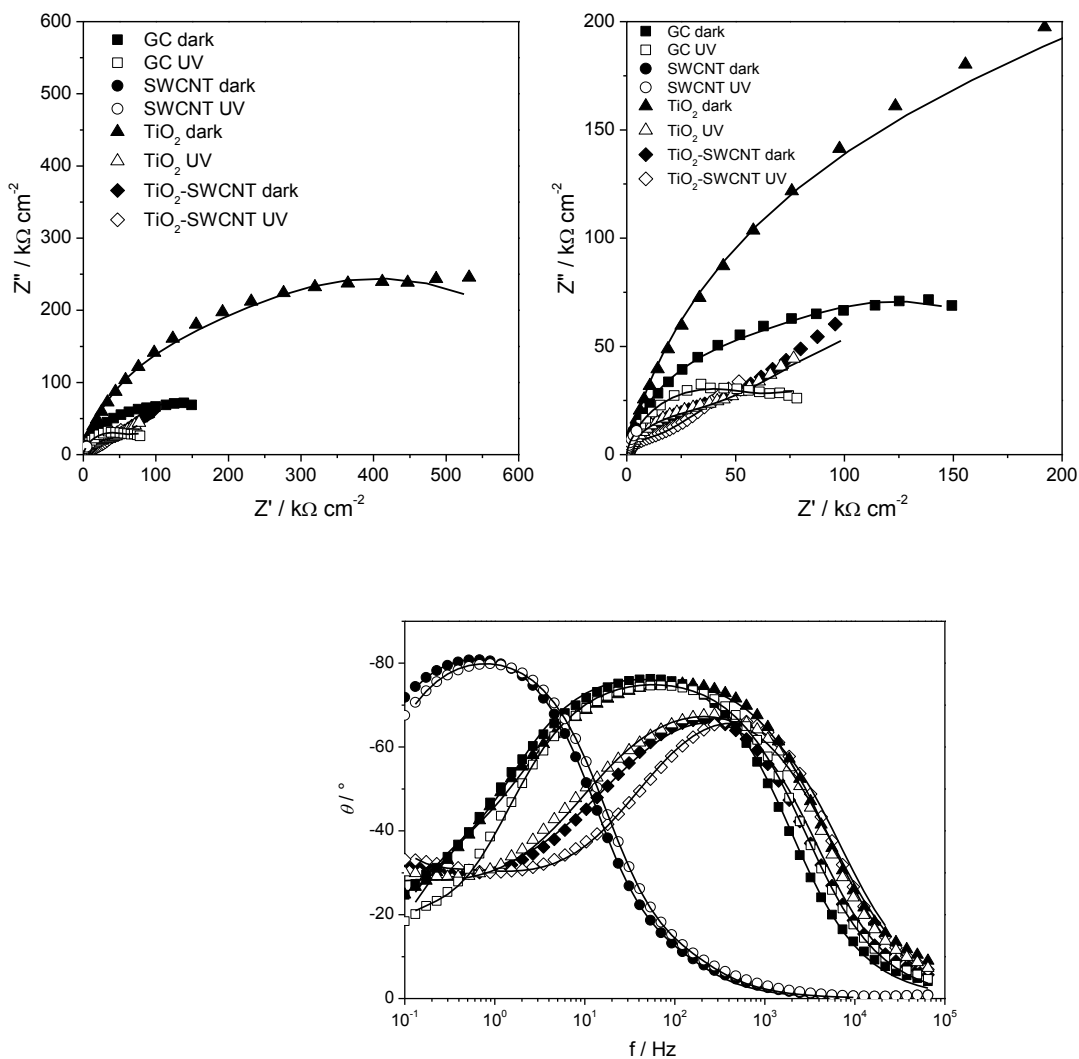 600
500
400
300
200
100
0
0 100 200 300 400 500 600
Z'' / kΩ cm⁻²
Z' / kΩ cm⁻²
GC dark
GC UV
SWCNT dark
SWCNT UV
TiO₂ dark
TiO₂ UV
TiO₂-SWCNT dark
TiO₂-SWCNT UV
200
150
100
50
0
0 50 100 150 200
Z'' / kΩ cm⁻²
Z' / kΩ cm⁻²
GC dark
GC UV
SWCNT dark
SWCNT UV
TiO₂ dark
TiO₂ UV
TiO₂-SWCNT dark
TiO₂-SWCNT UV
-80
-60
-40
-20
0
θ / °
10⁻¹ 10⁰ 10¹ 10² 10³ 10⁴ 10⁵
f / Hz